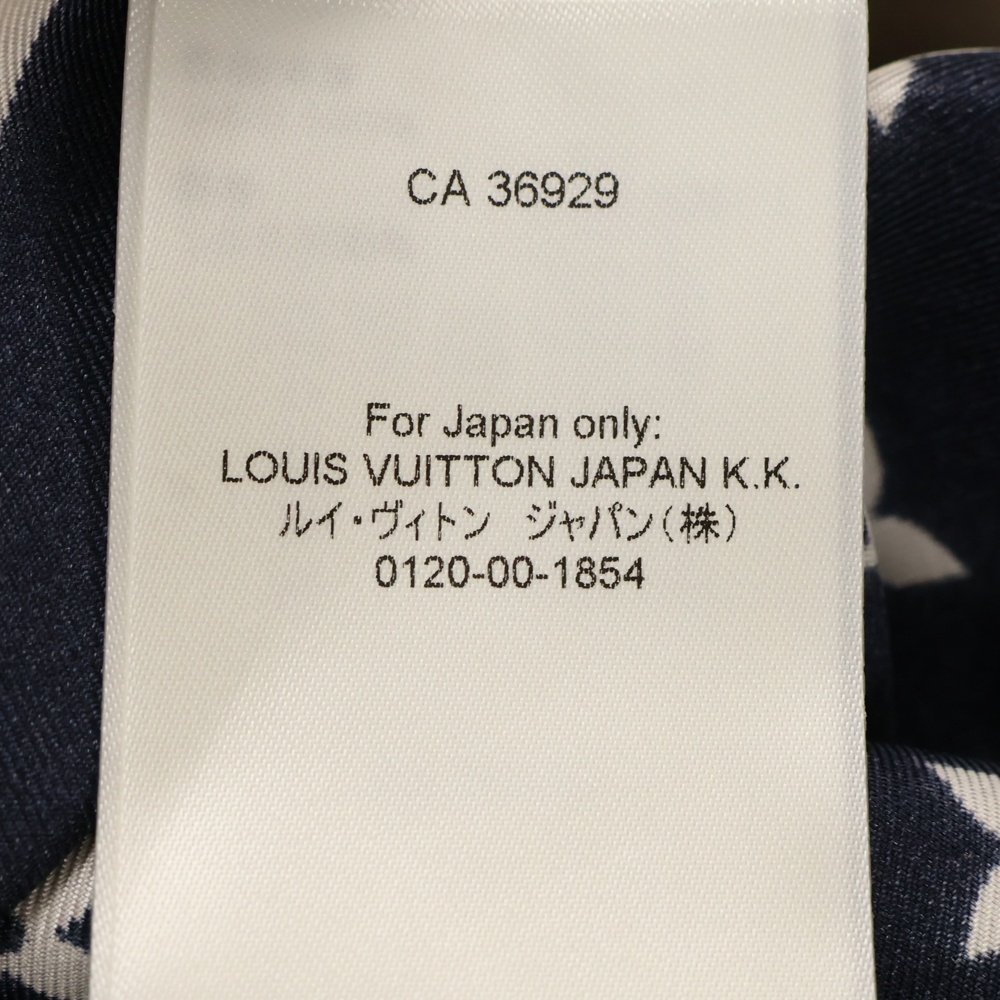 CA 36929
For Japan only:
LOUIS VUITTON JAPAN K.K.
ルイ・ヴィトン　ジャパン（株）
0120-00-1854